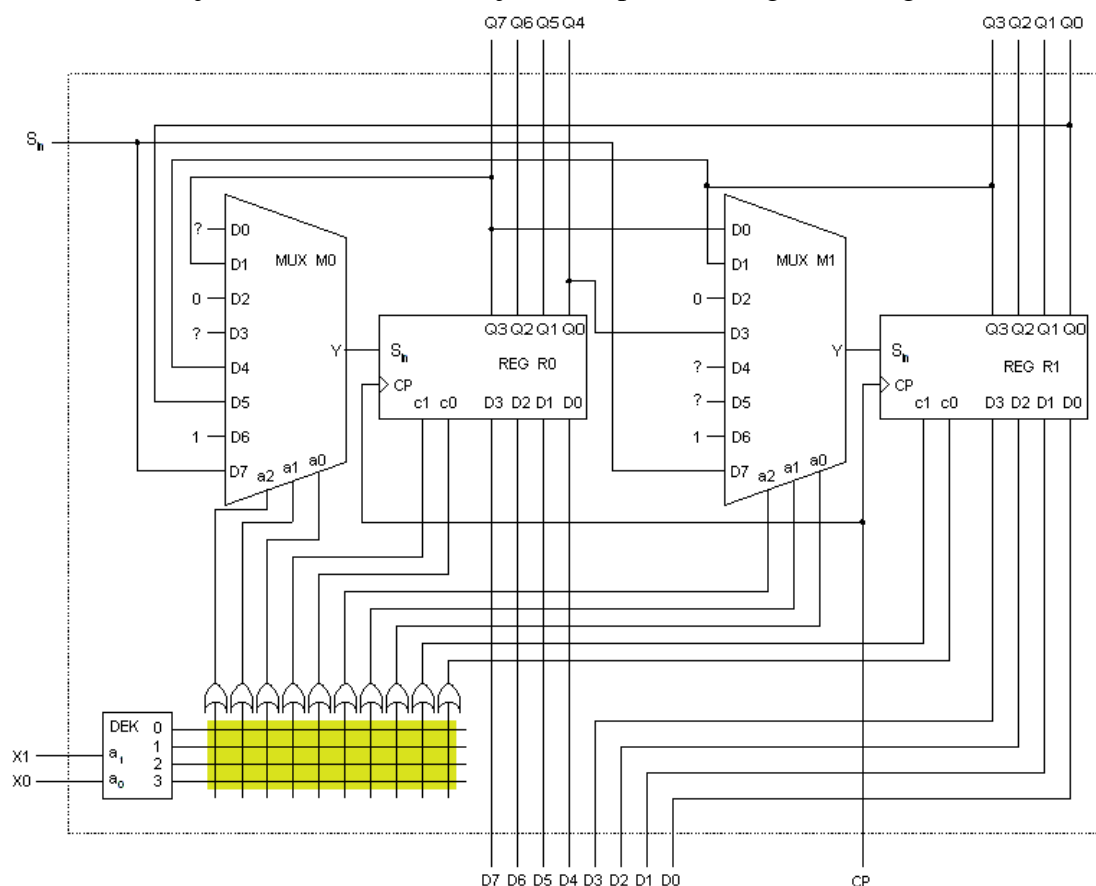 Q7 Q6 Q5 Q4
Q3 Q2 Q1 Q0
Sin
? D0
D1
MUX M0
0 D2
? D3
D4
D5
1 D6
D7
a2 a1 a0
Y
Q3 Q2 Q1 Q0
Sin
REG R0
CP
c1 c0 D3 D2 D1 D0
D0
D1
MUX M1
0 D2
D3
? D4
? D5
1 D6
D7
a2 a1 a0
Y
Q3 Q2 Q1 Q0
Sin
REG R1
CP
c1 c0 D3 D2 D1 D0
DEK 0
1
X1 a1
2
X0 a0 3
D7 D6 D5 D4 D3 D2 D1 D0
CP